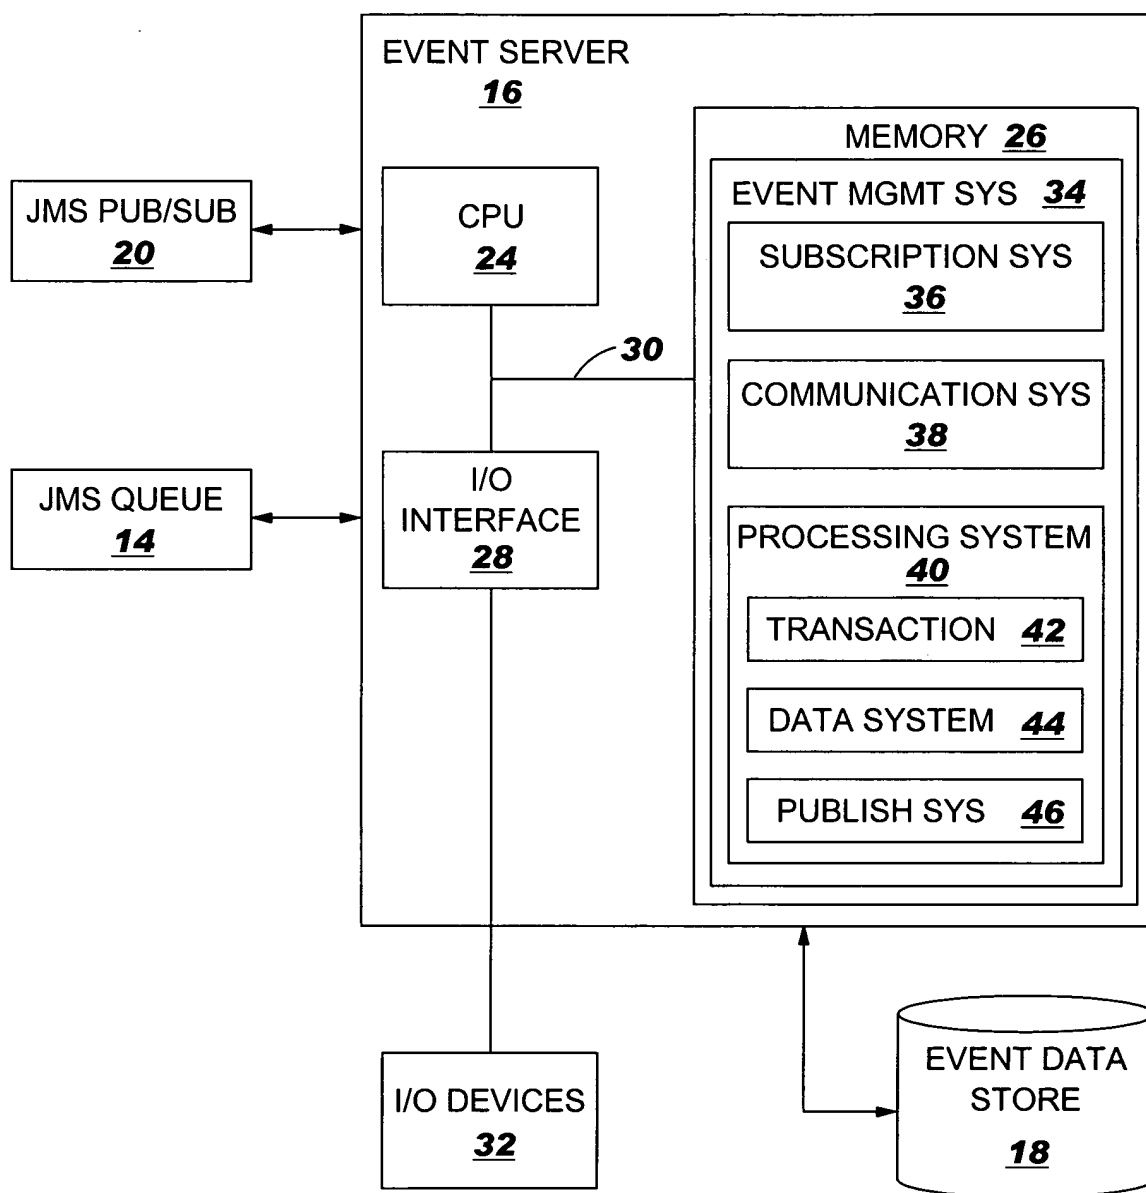 EVENT SERVER
16
MEMORY 26
EVENT MGMT SYS 34
JMS PUB/SUB
20
CPU
24
SUBSCRIPTION SYS
36
30
COMMUNICATION SYS
38
JMS QUEUE
14
I/O
INTERFACE
28
PROCESSING SYSTEM
40
TRANSACTION 42
DATA SYSTEM 44
PUBLISH SYS 46
I/O DEVICES
32
EVENT DATA
STORE
18